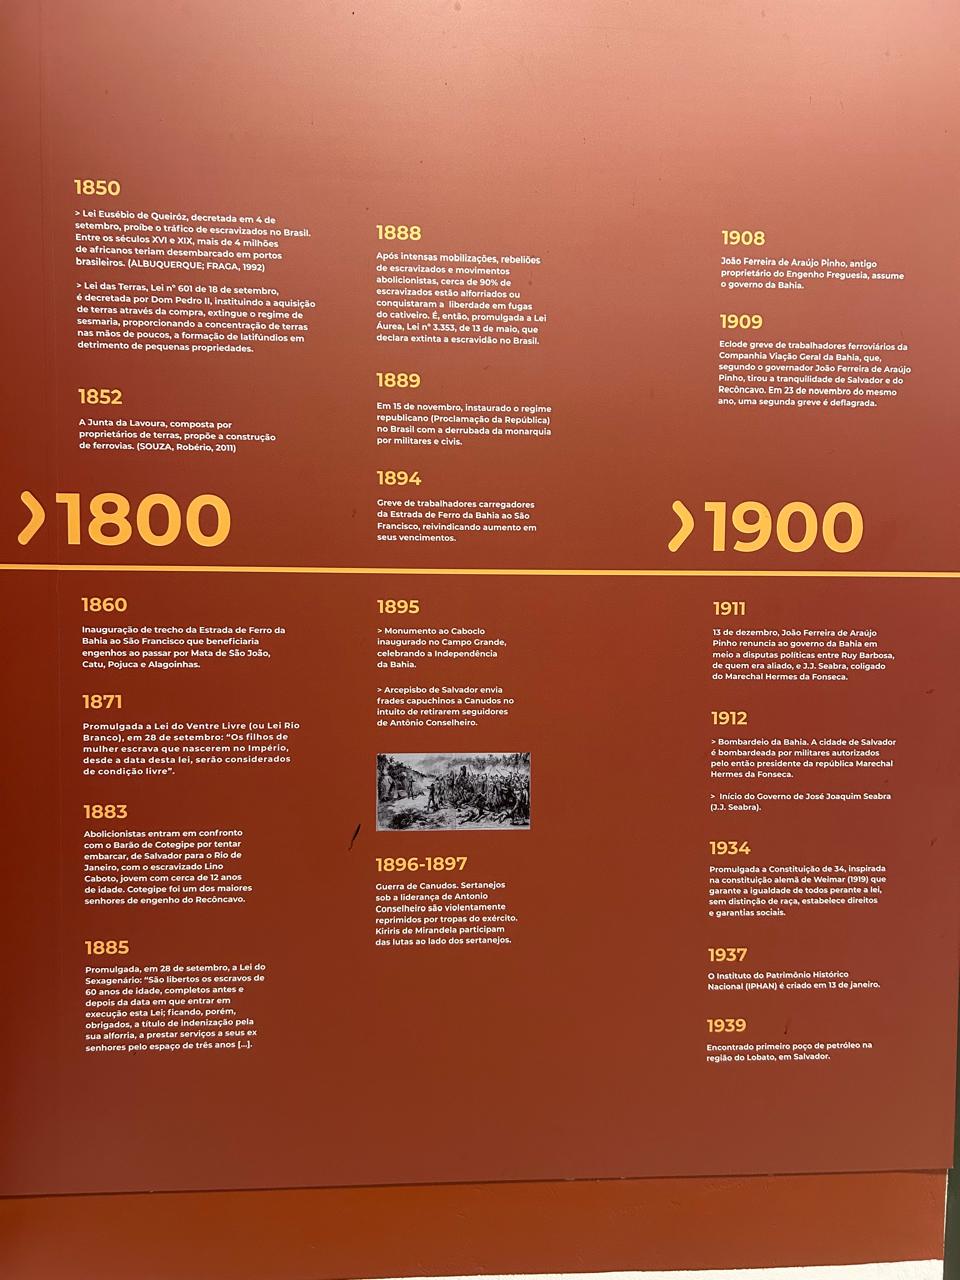 1850
> Lei Eusébio de Queiróz, decretada em 4 de
setembro, proíbe o tráfico de escravizados no Brasil.
Entre os séculos XVI e XIX, mais de 4 milhões
de africanos teriam desembarcado em portos
brasileiros. (ALBUQUERQUE; FRAGA, 1992)
> Lei das Terras, Lei nº 601 de 18 de setembro,
é decretada por Dom Pedro II, instituindo a aquisição
de terras através da compra, extingue o regime de
sesmaria, proporcionando a concentração de terras
nas mãos de poucos, a formação de latifúndios em
detrimento de pequenas propriedades.
1852
A Junta da Lavoura, composta por
proprietários de terras, propõe a construção
de ferrovias. (SOUZA, Robério, 2011)
>1800
1860
Inauguração de trecho da Estrada de Ferro da
Bahia ao São Francisco que beneficiaria
engenhos ao passar por Mata de São João,
Catu, Pojuca e Alagoinhas.
1871
Promulgada a Lei do Ventre Livre (ou Lei Rio
Branco), em 28 de setembro: “Os filhos de
mulher escrava que nascerem no Império,
desde a data desta lei, serão considerados
de condição livre”.
1883
Abolicionistas entram em confronto
com o Barão de Cotegipe por tentar
embarcar, de Salvador para o Rio de
Janeiro, com o escravizado Lino
Caboto, jovem com cerca de 12 anos
de idade. Cotegipe foi um dos maiores
senhores de engenho do Recôncavo.
1885
Promulgada, em 28 de setembro, a Lei do
Sexagenário: “São libertos os escravos de
60 anos de idade, completos antes e
depois da data em que entrar em
execução esta Lei; ficando, porém,
obrigados, a título de indenização pela
sua alforria, a prestar serviços a seus ex
senhores pelo espaço de três anos [...].
1888
Após intensas mobilizações, rebeliões
de escravizados e movimentos
abolicionistas, cerca de 90% de
escravizados estão alforriados ou
conquistaram a liberdade em fugas
do cativeiro. É, então, promulgada a Lei
Áurea, Lei nº 3.353, de 13 de maio, que
declara extinta a escravidão no Brasil.
1889
Em 15 de novembro, instaurado o regime
republicano (Proclamação da República)
no Brasil com a derrubada da monarquia
por militares e civis.
1894
Greve de trabalhadores carregadores
da Estrada de Ferro da Bahia ao São
Francisco, reivindicando aumento em
seus vencimentos.
1895
> Monumento ao Caboclo
inaugurado no Campo Grande,
celebrando a Independência
da Bahia.
> Arcepisbo de Salvador envia
frades capuchinos a Canudos no
intuito de retirarem seguidores
de Antônio Conselheiro.
1896-1897
Guerra de Canudos. Sertanejos
sob a liderança de Antonio
Conselheiro são violentamente
reprimidos por tropas do exército.
Kiriris de Mirandela participam
das lutas ao lado dos sertanejos.
1908
João Ferreira de Araújo Pinho, antigo
proprietário do Engenho Freguesia, assume
o governo da Bahia.
1909
Eclode greve de trabalhadores ferroviários da
Companhia Viação Geral da Bahia, que,
segundo o governador João Ferreira de Araújo
Pinho, tirou a tranquilidade de Salvador e do
Recôncavo. Em 23 de novembro do mesmo
ano, uma segunda greve é deflagrada.
>1900
1911
13 de dezembro, João Ferreira de Araújo
Pinho renuncia ao governo da Bahia em
meio a disputas políticas entre Ruy Barbosa,
de quem era aliado, e J.J. Seabra, coligado
do Marechal Hermes da Fonseca.
1912
> Bombardeio da Bahia. A cidade de Salvador
é bombardeada por militares autorizados
pelo então presidente da república Marechal
Hermes da Fonseca.
> Início do Governo de José Joaquim Seabra
(J.J. Seabra).
1934
Promulgada a Constituição de 34, inspirada
na constituição alemã de Weimar (1919) que
garante a igualdade de todos perante a lei,
sem distinção de raça, estabelece direitos
e garantias sociais.
1937
O Instituto do Patrimônio Histórico
Nacional (IPHAN) é criado em 13 de janeiro.
1939
Encontrado primeiro poço de petróleo na
região do Lobato, em Salvador.